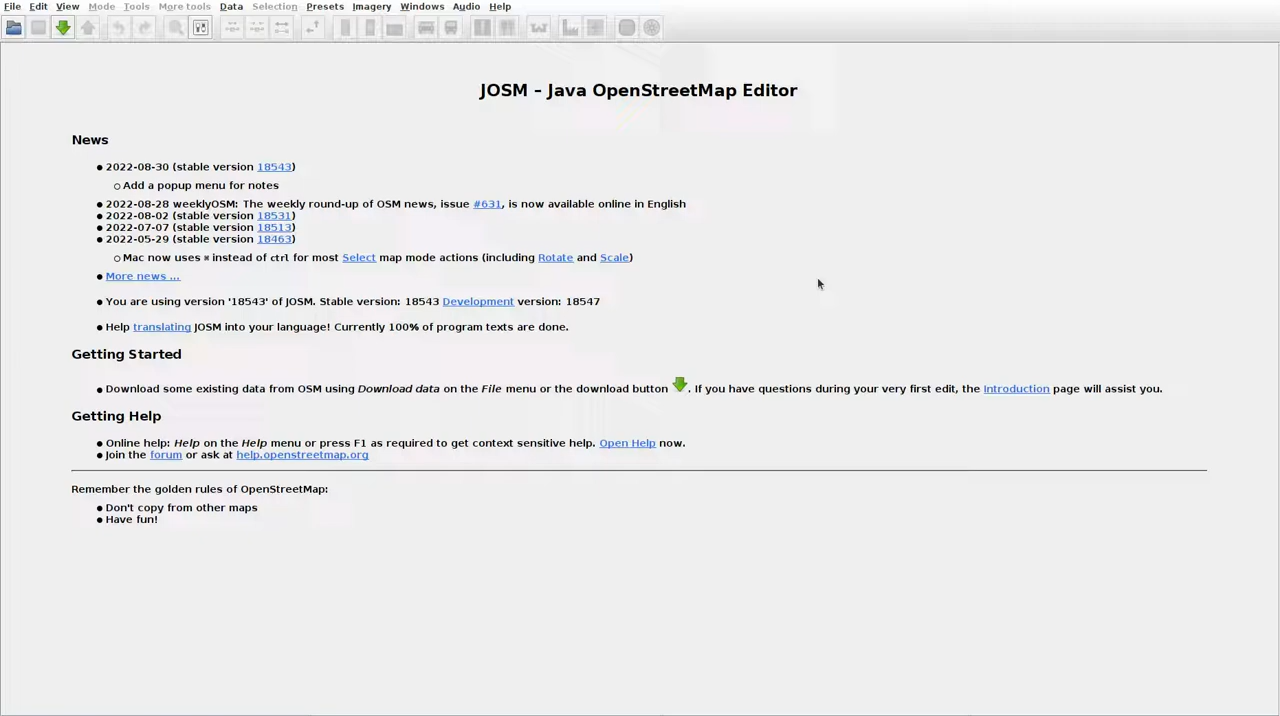 File Edit View Mode Tools More tools Data Selection Presets Imagery Windows Audio Help
JOSM – Java OpenStreetMap Editor
News
2022-08-30 (stable version 18543)
Add a popup menu for notes
2022-08-28 weeklyOSM: The weekly round-up of OSM news, issue #631, is now available online in English
2022-08-02 (stable version 18531)
2022-07-07 (stable version 18513)
2022-05-29 (stable version 18463)
Mac now uses ⌘ instead of ctrl for most Select map mode actions (including Rotate and Scale)
More news ...
You are using version '18543' of JOSM. Stable version: 18543 Development version: 18547
Help translating JOSM into your language! Currently 100% of program texts are done.
Getting Started
Download some existing data from OSM using Download data on the File menu or the download button . If you have questions during your very first edit, the Introduction page will assist you.
Getting Help
Online help: Help on the Help menu or press F1 as required to get context sensitive help. Open Help now.
Join the forum or ask at help.openstreetmap.org
Remember the golden rules of OpenStreetMap:
Don't copy from other maps
Have fun!